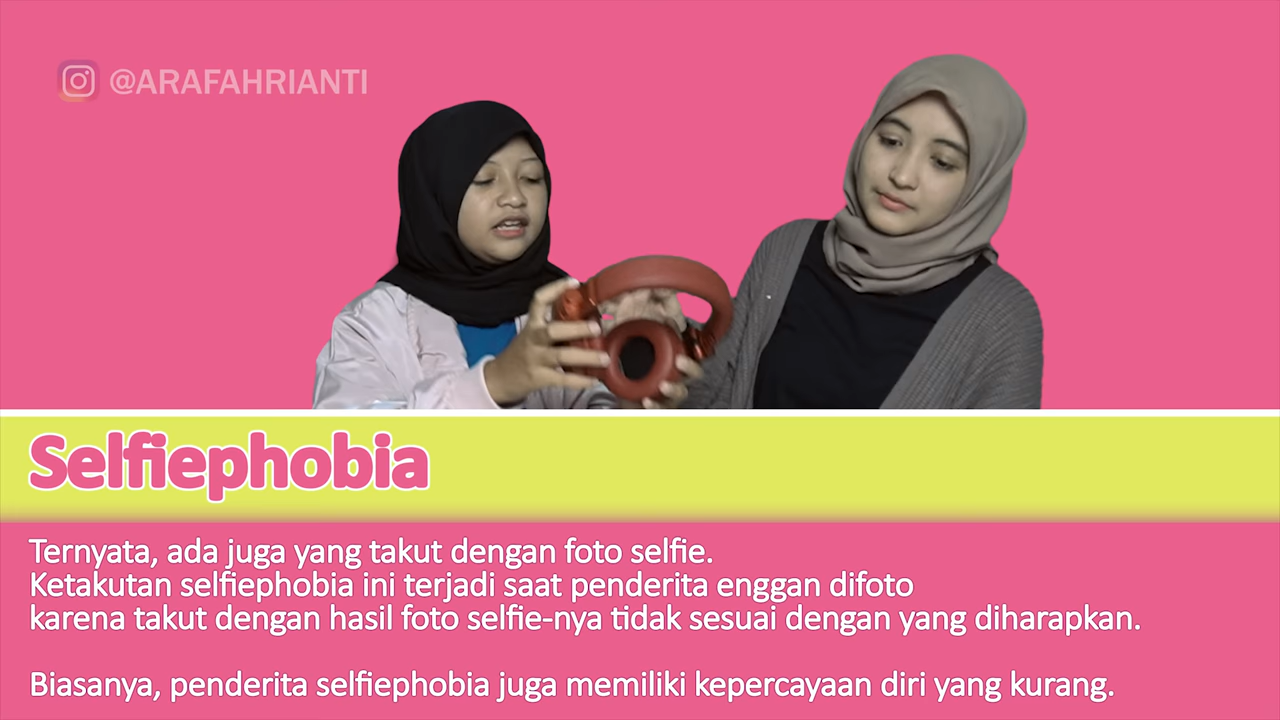 @ARAFAHRIANTI
Selfiephobia
Ternyata, ada juga yang takut dengan foto selfie.
Ketakutan selfiephobia ini terjadi saat penderita enggan difoto
karena takut dengan hasil foto selfie-nya tidak sesuai dengan yang diharapkan.
Biasanya, penderita selfiephobia juga memiliki kepercayaan diri yang kurang.